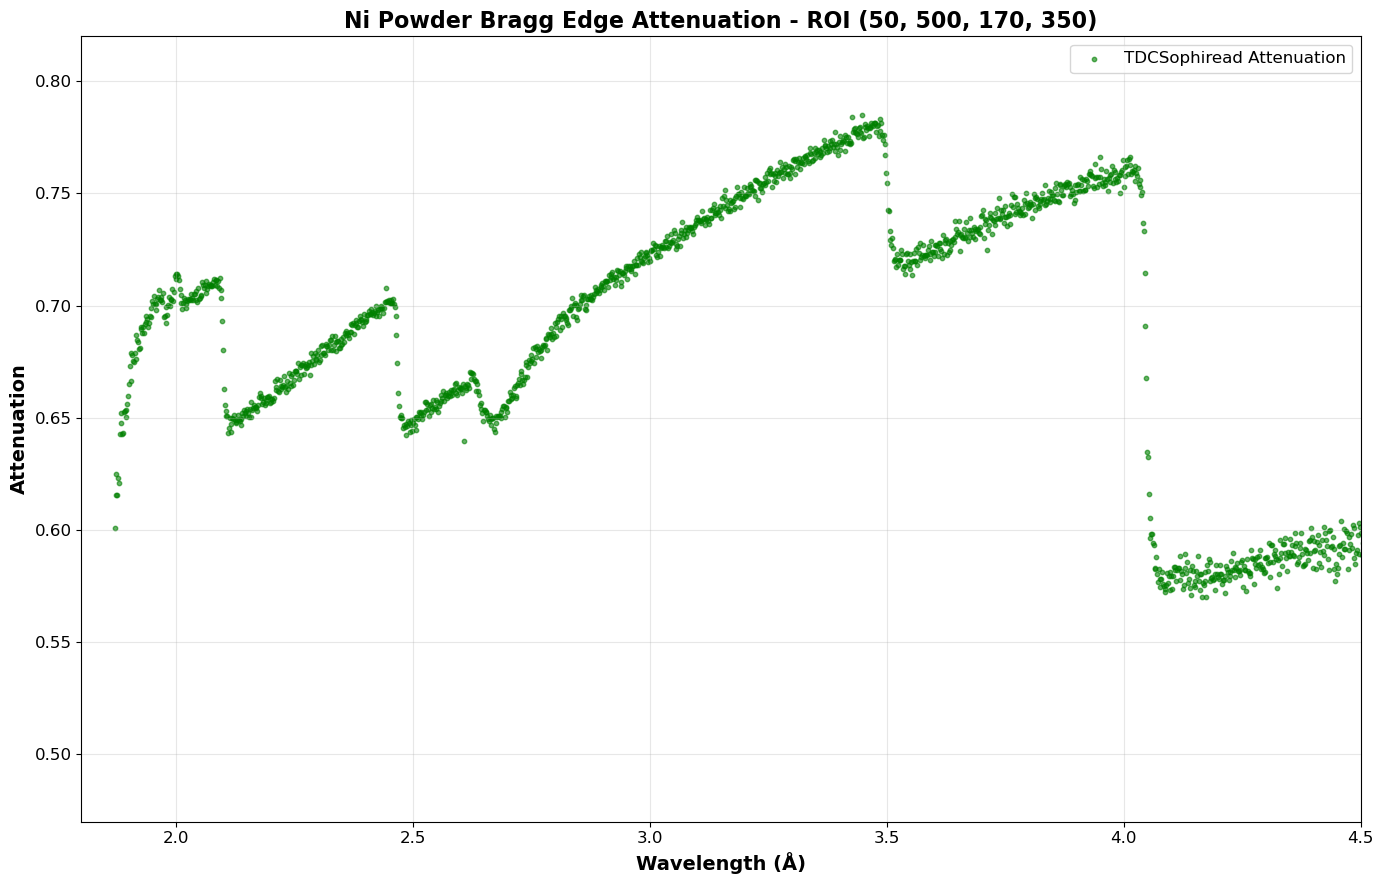 Ni Powder Bragg Edge Attenuation - ROI (50, 500, 170, 350)
TDCSophiread Attenuation
0.80
0.75
0.70
0.65
0.60
0.55
0.50
Attenuation
2.0 2.5 3.0 3.5 4.0 4.5
Wavelength (Å)